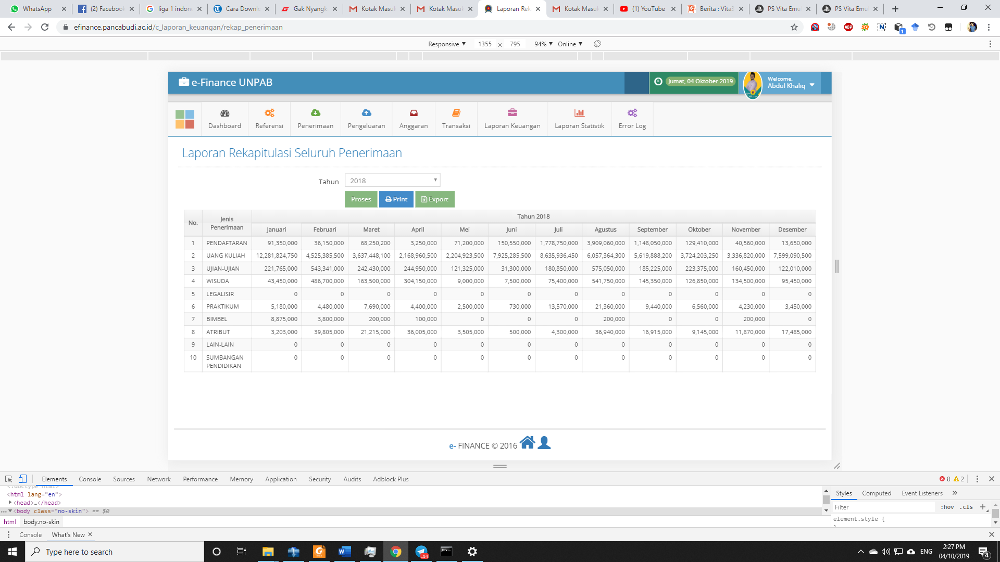 WhatsApp
(2) Facebook
liga 1 indone
Cara Downlo
Gak Nyangk
Kotak Masuk
Kotak Masuk
Laporan Rek
Kotak Masuk
(1) YouTube
Berita : Vita3
PS Vita Emu
PS Vita Emu
efinance.pancabudi.ac.id/c_laporan_keuangan/rekap_penerimaan
Responsive ▼ 1355 × 795 94% ▼ Online ▼
e-Finance UNPAB
Jumat, 04 Oktober 2019
Welcome,
Abdul Khaliq
Dashboard Referensi Penerimaan Pengeluaran Anggaran Transaksi Laporan Keuangan Laporan Statistik Error Log
Laporan Rekapitulasi Seluruh Penerimaan
Tahun 2018
Proses Print Export
No. Jenis Penerimaan Tahun 2018
Januari Februari Maret April Mei Juni Juli Agustus September Oktober November Desember
1 PENDAFTARAN 91,350,000 36,150,000 68,250,200 3,250,000 71,200,000 150,550,000 1,778,750,000 3,909,060,000 1,148,050,000 129,410,000 40,560,000 13,650,000
2 UANG KULIAH 12,281,824,750 4,525,385,500 3,637,448,100 2,168,960,500 2,204,923,500 7,925,285,500 8,635,936,450 6,057,364,300 5,619,888,200 3,724,203,250 3,336,820,000 7,599,090,500
3 UJIAN-UJIAN 221,765,000 543,341,000 242,430,000 244,950,000 121,325,000 31,300,000 180,850,000 575,050,000 185,225,000 223,375,000 160,450,000 122,010,000
4 WISUDA 43,450,000 486,700,000 163,500,000 304,150,000 9,000,000 7,500,000 75,400,000 541,750,000 145,350,000 126,850,000 134,500,000 95,450,000
5 LEGALISIR 0 0 0 0 0 0 0 0 0 0 0 0
6 PRAKTIKUM 5,180,000 4,480,000 7,690,000 4,400,000 2,500,000 730,000 13,570,000 21,360,000 9,440,000 6,560,000 4,230,000 3,450,000
7 BIMBEL 8,875,000 3,800,000 200,000 100,000 0 0 0 200,000 0 0 200,000 0
8 ATRIBUT 3,203,000 39,805,000 21,215,000 36,005,000 3,505,000 500,000 4,300,000 36,940,000 16,915,000 9,145,000 11,870,000 17,485,000
9 LAIN-LAIN 0 0 0 0 0 0 0 0 0 0 0 0
10 SUMBANGAN 0 0 0 0 0 0 0 0 0 0 0 0
PENDIDIKAN
e- FINANCE © 2016
Elements Console Sources Network Performance Memory Application Security Audits Adblock Plus 8 2
<!doctype html>
<html lang="en">
<head>…</head>
<body class="no-skin"> == $0
html body.no-skin
Styles Computed Event Listeners »
Filter :hov .cls +
element.style {
}
Console What's New
Type here to search
ENG
2:27 PM
04/10/2019
4